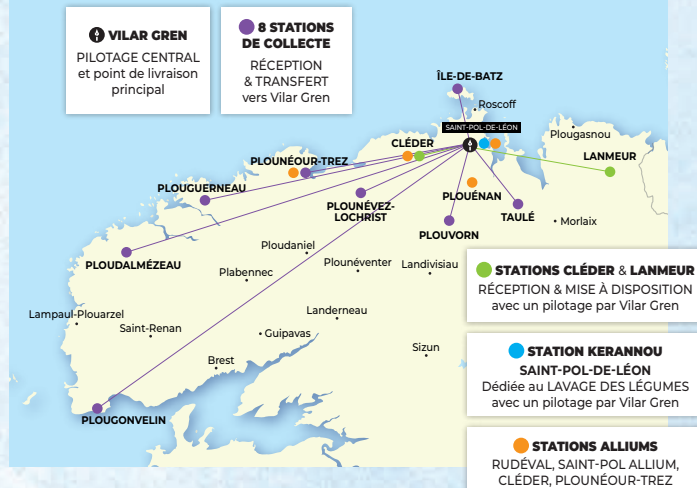 VILAR GREN
PILOTAGE CENTRAL
et point de livraison
principal
8 STATIONS
DE COLLECTE
RÉCEPTION
& TRANSFERT
vers Vilar Gren
ÎLE-DE-BATZ
Roscoff
SAINT-POL-DE-LÉON
Plougasnou
CLÉDER
LANMEUR
PLOUNÉOUR-TREZ
PLOUGUERNEAU
PLOUÉNAN
PLOUNÉVEZ-
LOCHRIST
TAULÉ
Morlaix
PLOUVORN
Ploudaniel
PLOUDALMÉZEAU
Plounéventer
Landivisiau
Plabennec
STATIONS CLÉDER & LANMEUR
RÉCEPTION & MISE À DISPOSITION
avec un pilotage par Vilar Gren
Lampaul-Plouarzel
Landerneau
Saint-Renan
Guipavas
Sizun
Brest
STATION KERANNOU
SAINT-POL-DE-LÉON
Dédiée au LAVAGE DES LÉGUMES
avec un pilotage par Vilar Gren
PLOUGONVELIN
STATIONS ALLIUMS
RUDÉVAL, SAINT-POL ALLIUM,
CLÉDER, PLOUNÉOUR-TREZ